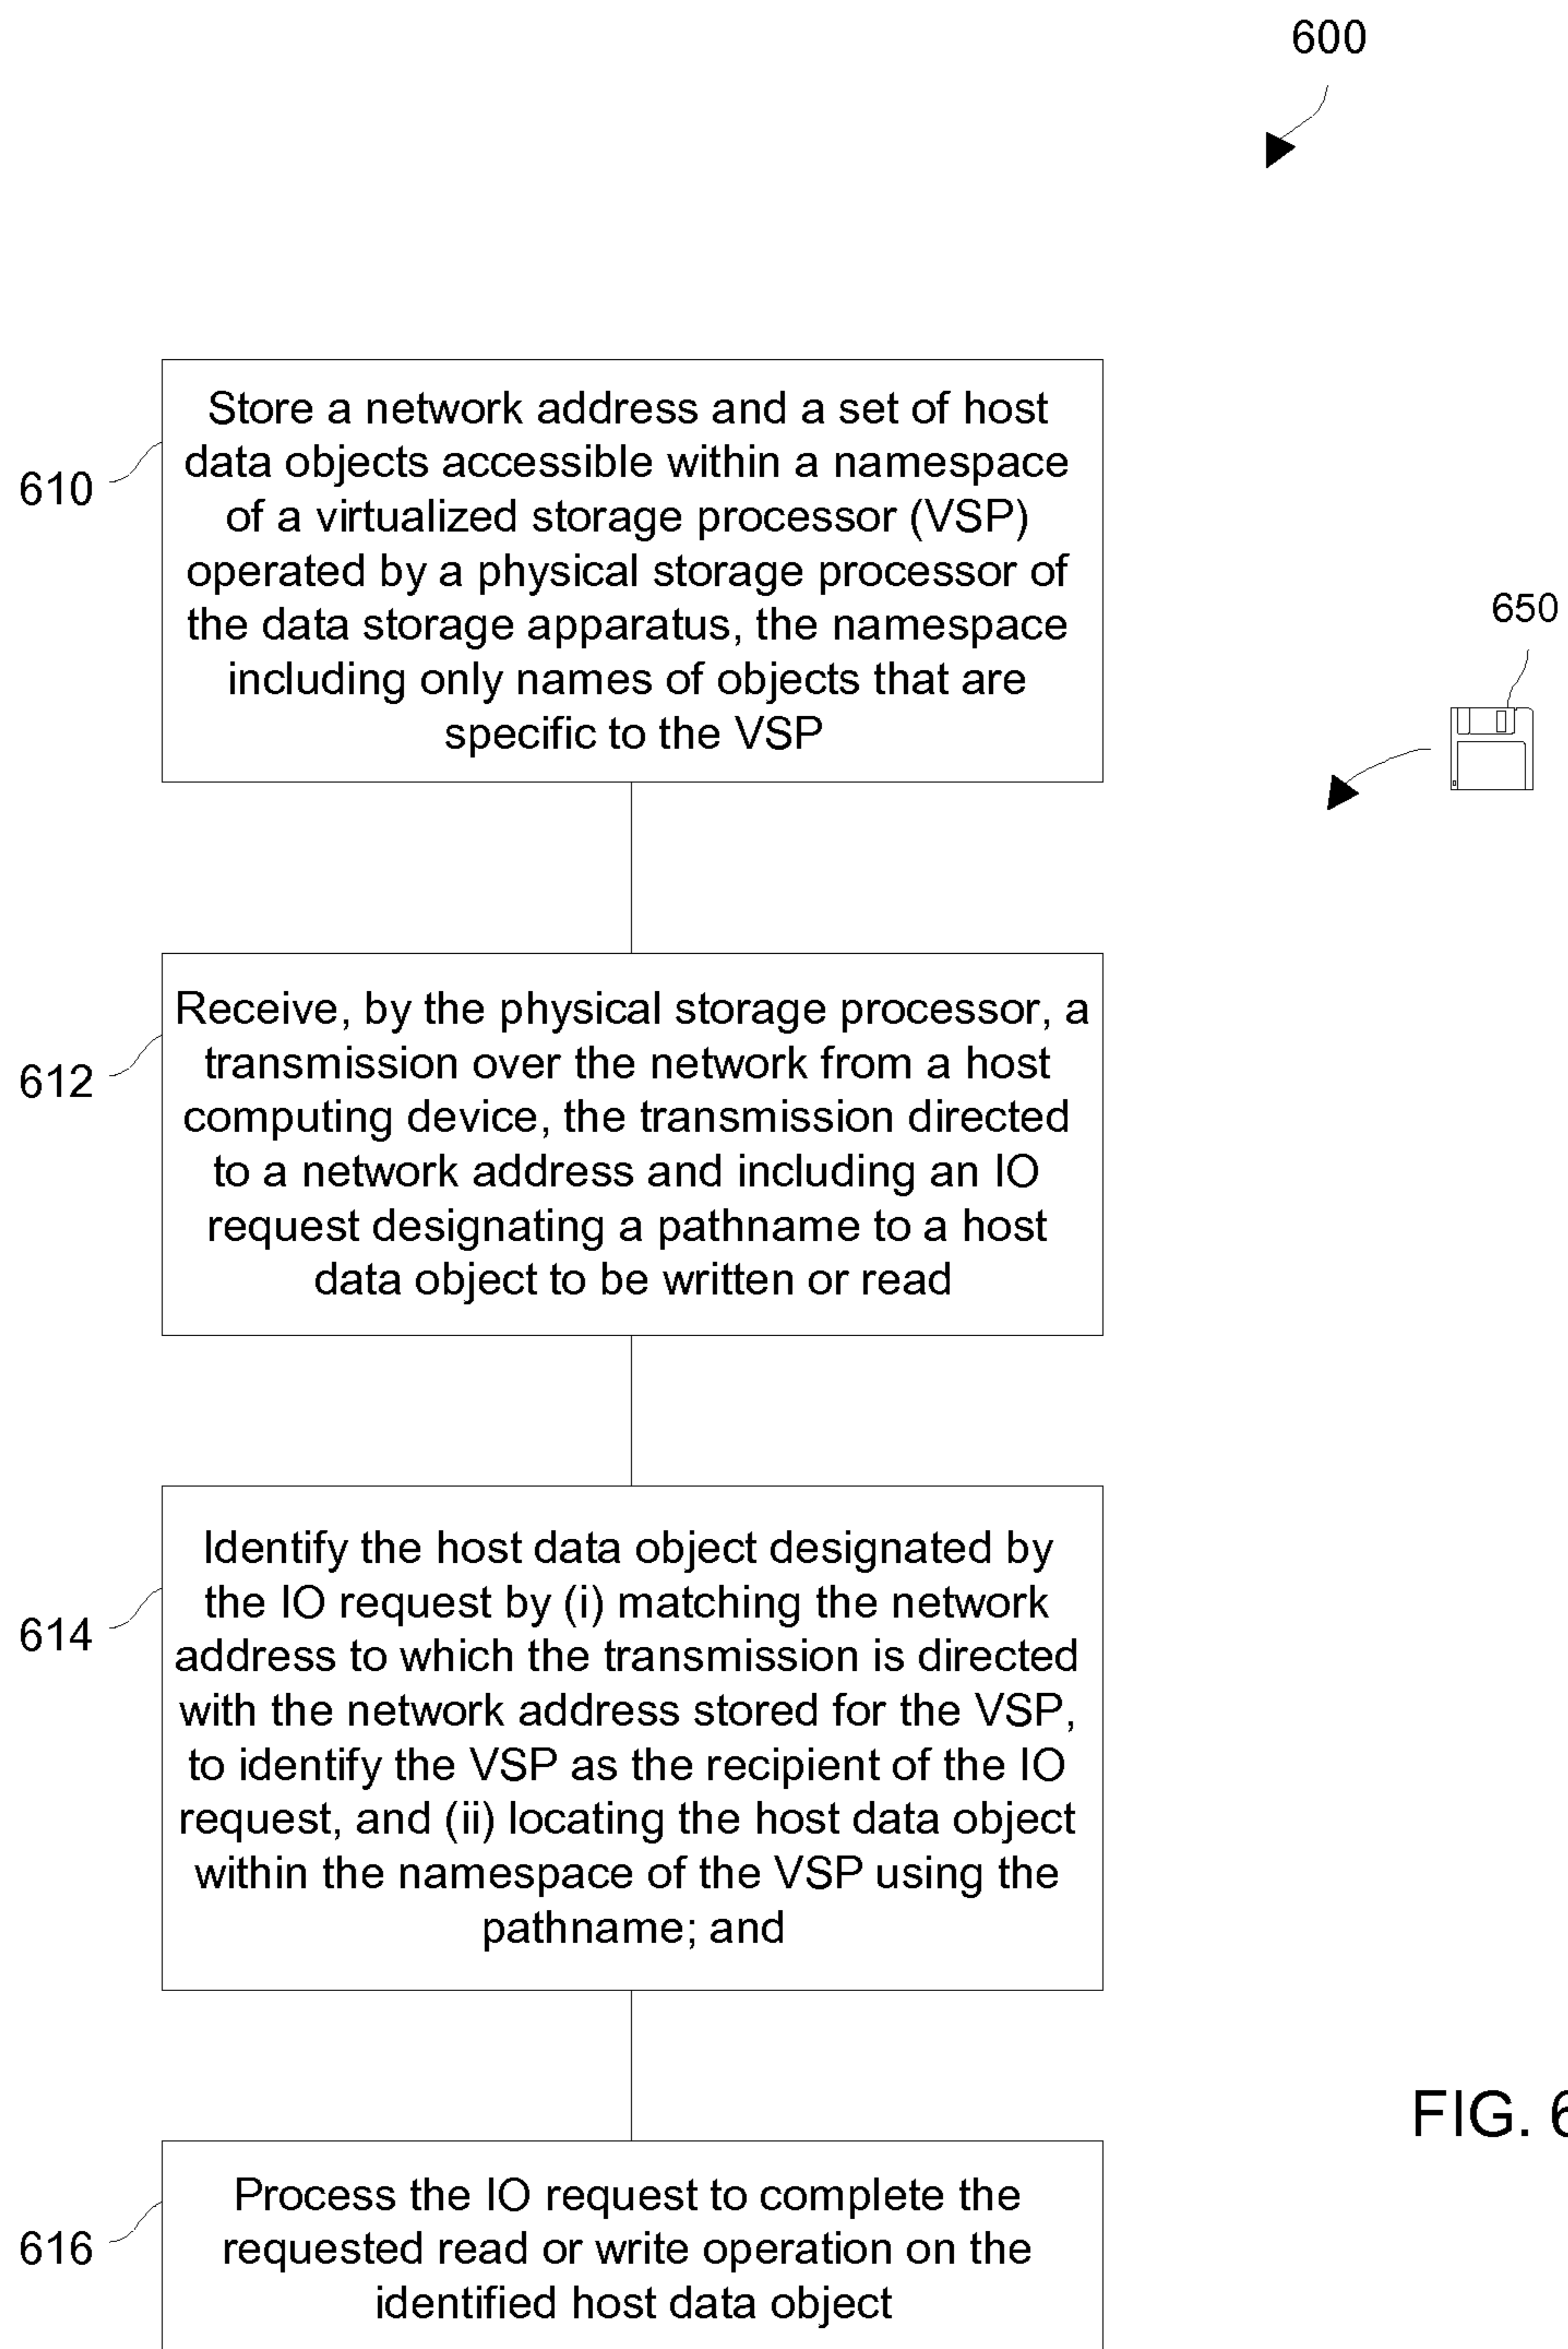 600
610
Store a network address and a set of host
data objects accessible within a namespace
of a virtualized storage processor (VSP)
operated by a physical storage processor of
the data storage apparatus, the namespace
including only names of objects that are
specific to the VSP
650
612
Receive, by the physical storage processor, a
transmission over the network from a host
computing device, the transmission directed
to a network address and including an IO
request designating a pathname to a host
data object to be written or read
614
Identify the host data object designated by
the IO request by (i) matching the network
address to which the transmission is directed
with the network address stored for the VSP,
to identify the VSP as the recipient of the IO
request, and (ii) locating the host data object
within the namespace of the VSP using the
pathname; and
FIG. 6
616
Process the IO request to complete the
requested read or write operation on the
identified host data object